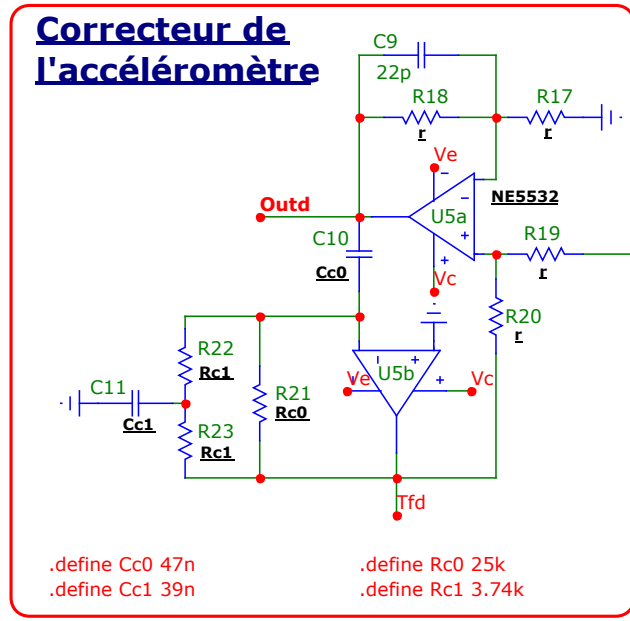 Correcteur de
l'accéléromètre
C9
22p
R18
r
R17
r
Ve
NE5532
Outd
U5a
R19
r
C10
Cc0
Vc
R20
r
R22
Rc1
U5b
Ve
Vc
C11
Cc1
R21
Rc0
R23
Rc1
Tfd
.define Cc0 47n
.define Rc0 25k
.define Cc1 39n
.define Rc1 3.74k